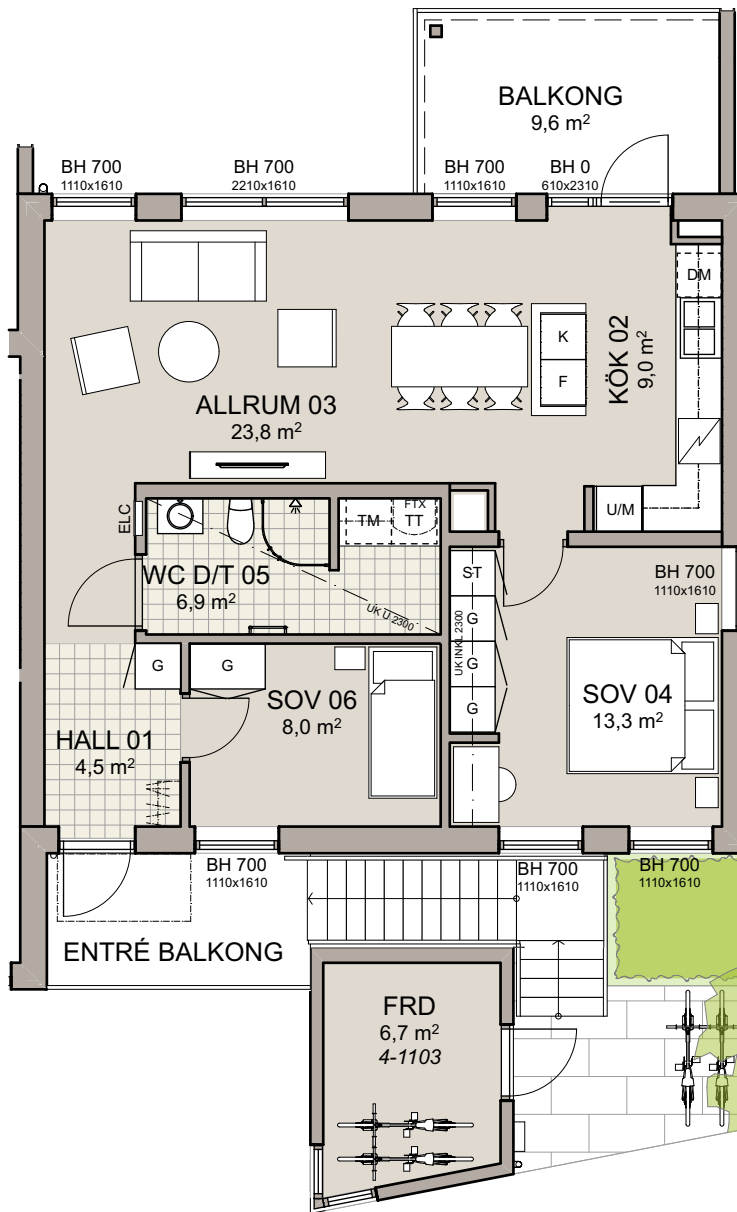 BALKONG
9,6 m²
BH 700
1110x1610
BH 700
2210x1610
BH 700
1110x1610
BH 0
610x2310
DM
K
F
KÖK 02
9,0 m²
ALLRUM 03
23,8 m²
ELC
TM
FTX
TT
U/M
WC D/T 05
6,9 m²
UK U 2300
ST
G
G
G
UK INKL 2300
BH 700
1110x1610
G
G
SOV 06
8,0 m²
SOV 04
13,3 m²
HALL 01
4,5 m²
BH 700
1110x1610
BH 700
1110x1610
BH 700
1110x1610
ENTRÉ BALKONG
FRD
6,7 m²
4-1103